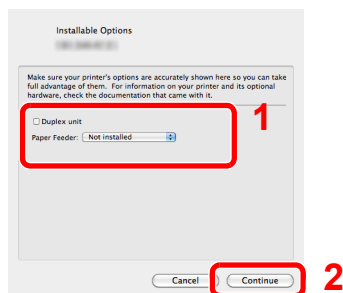 Installable Options
Make sure your printer's options are accurately shown here so you can take
full advantage of them. For information on your printer and its optional
hardware, check the documentation that came with it.
1
Duplex unit
Paper Feeder: Not installed
Cancel Continue 2